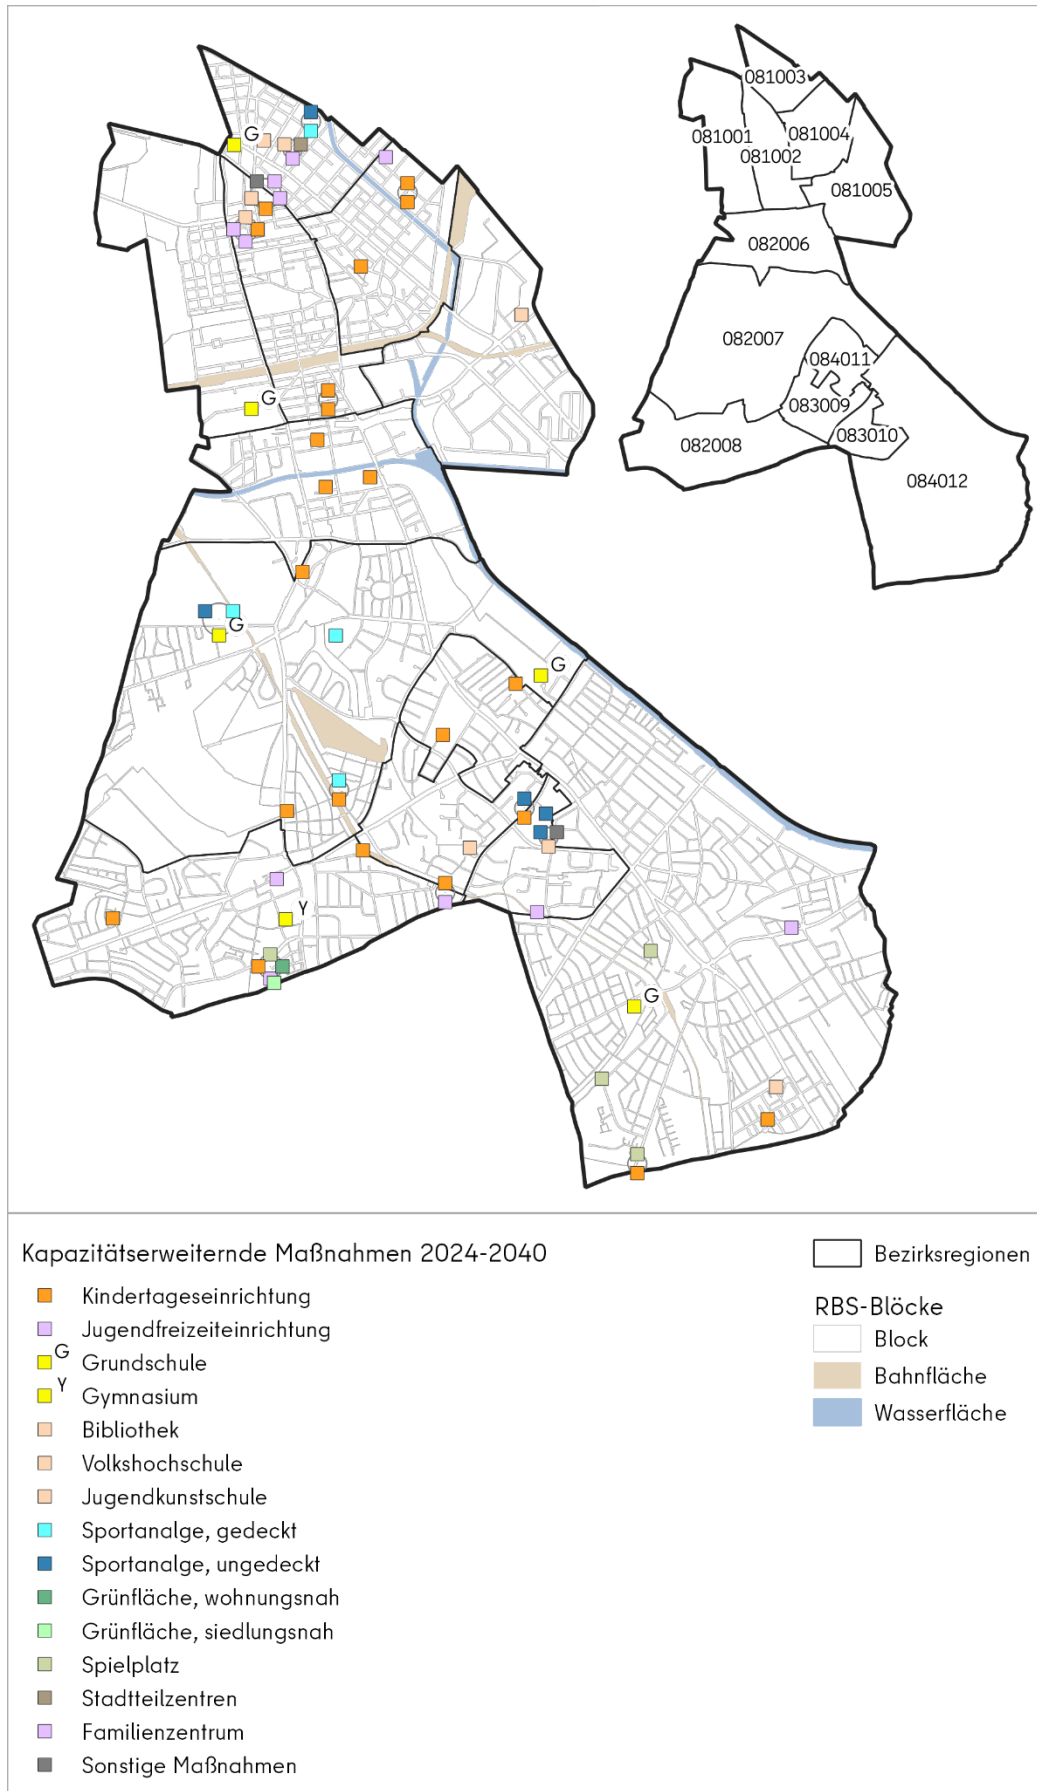 081003
081001
081004
081002
081005
082006
082007
084011
083009
082008
083010
084012
G
G
G
G
Y
G
Kapazitätserweiternde Maßnahmen 2024-2040
Kindertageseinrichtung
Jugendfreizeiteinrichtung
G Grundschule
Y Gymnasium
Bibliothek
Volkshochschule
Jugendkunstschule
Sportanalge, gedeckt
Sportanalge, ungedeckt
Grünfläche, wohnungsnah
Grünfläche, siedlungsnah
Spielplatz
Stadtteilzentren
Familienzentrum
Sonstige Maßnahmen
Bezirksregionen
RBS-Blöcke
Block
Bahnfläche
Wasserfläche